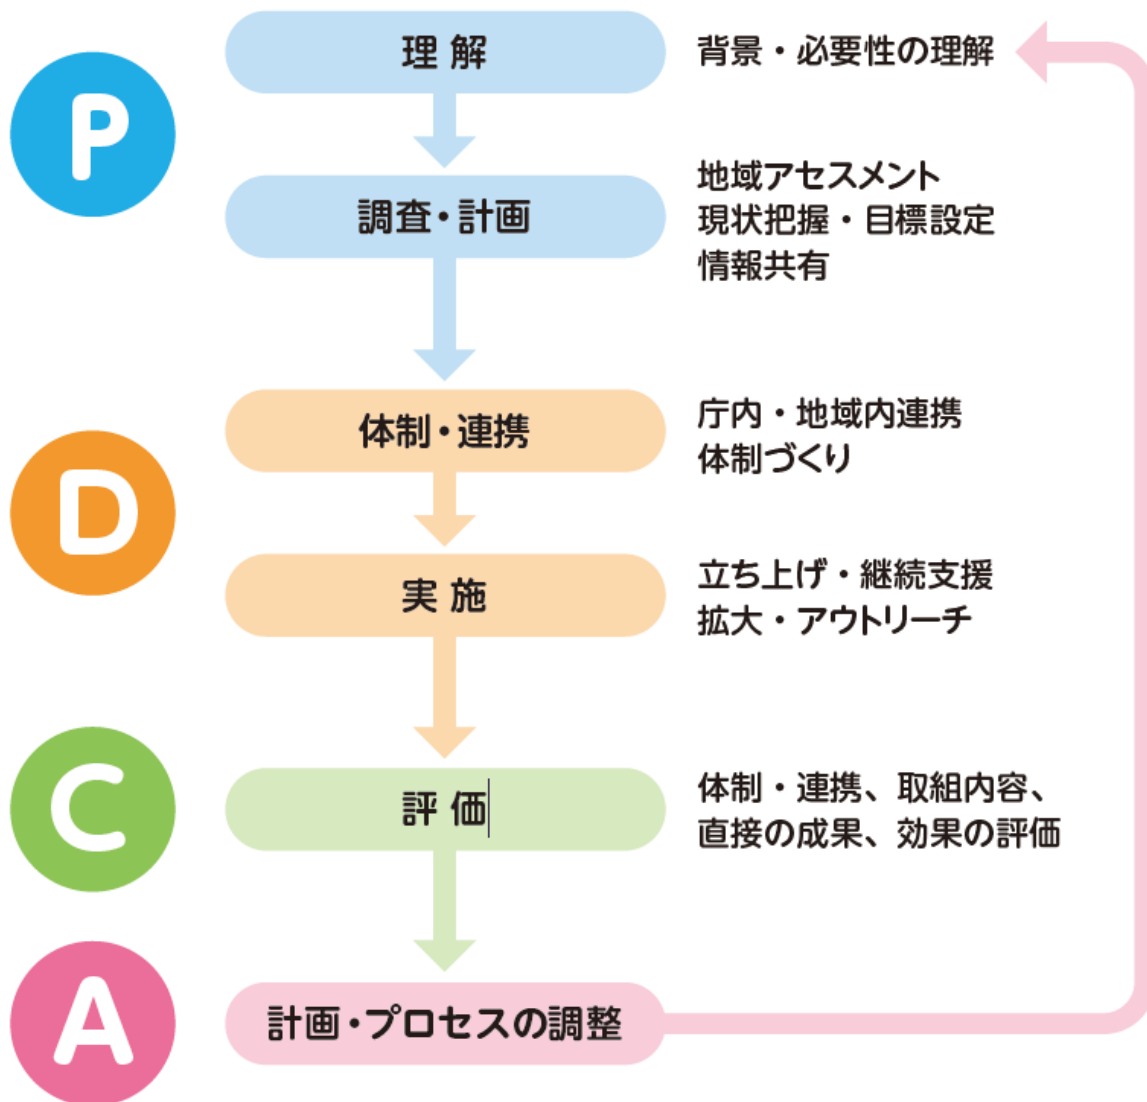 P
理解
背景・必要性の理解
調査・計画
地域アセスメント
現状把握・目標設定
情報共有
D
体制・連携
庁内・地域内連携
体制づくり
実施
立ち上げ・継続支援
拡大・アウトリーチ
C
評価
体制・連携、取組内容、
直接の成果、効果の評価
A
計画・プロセスの調整